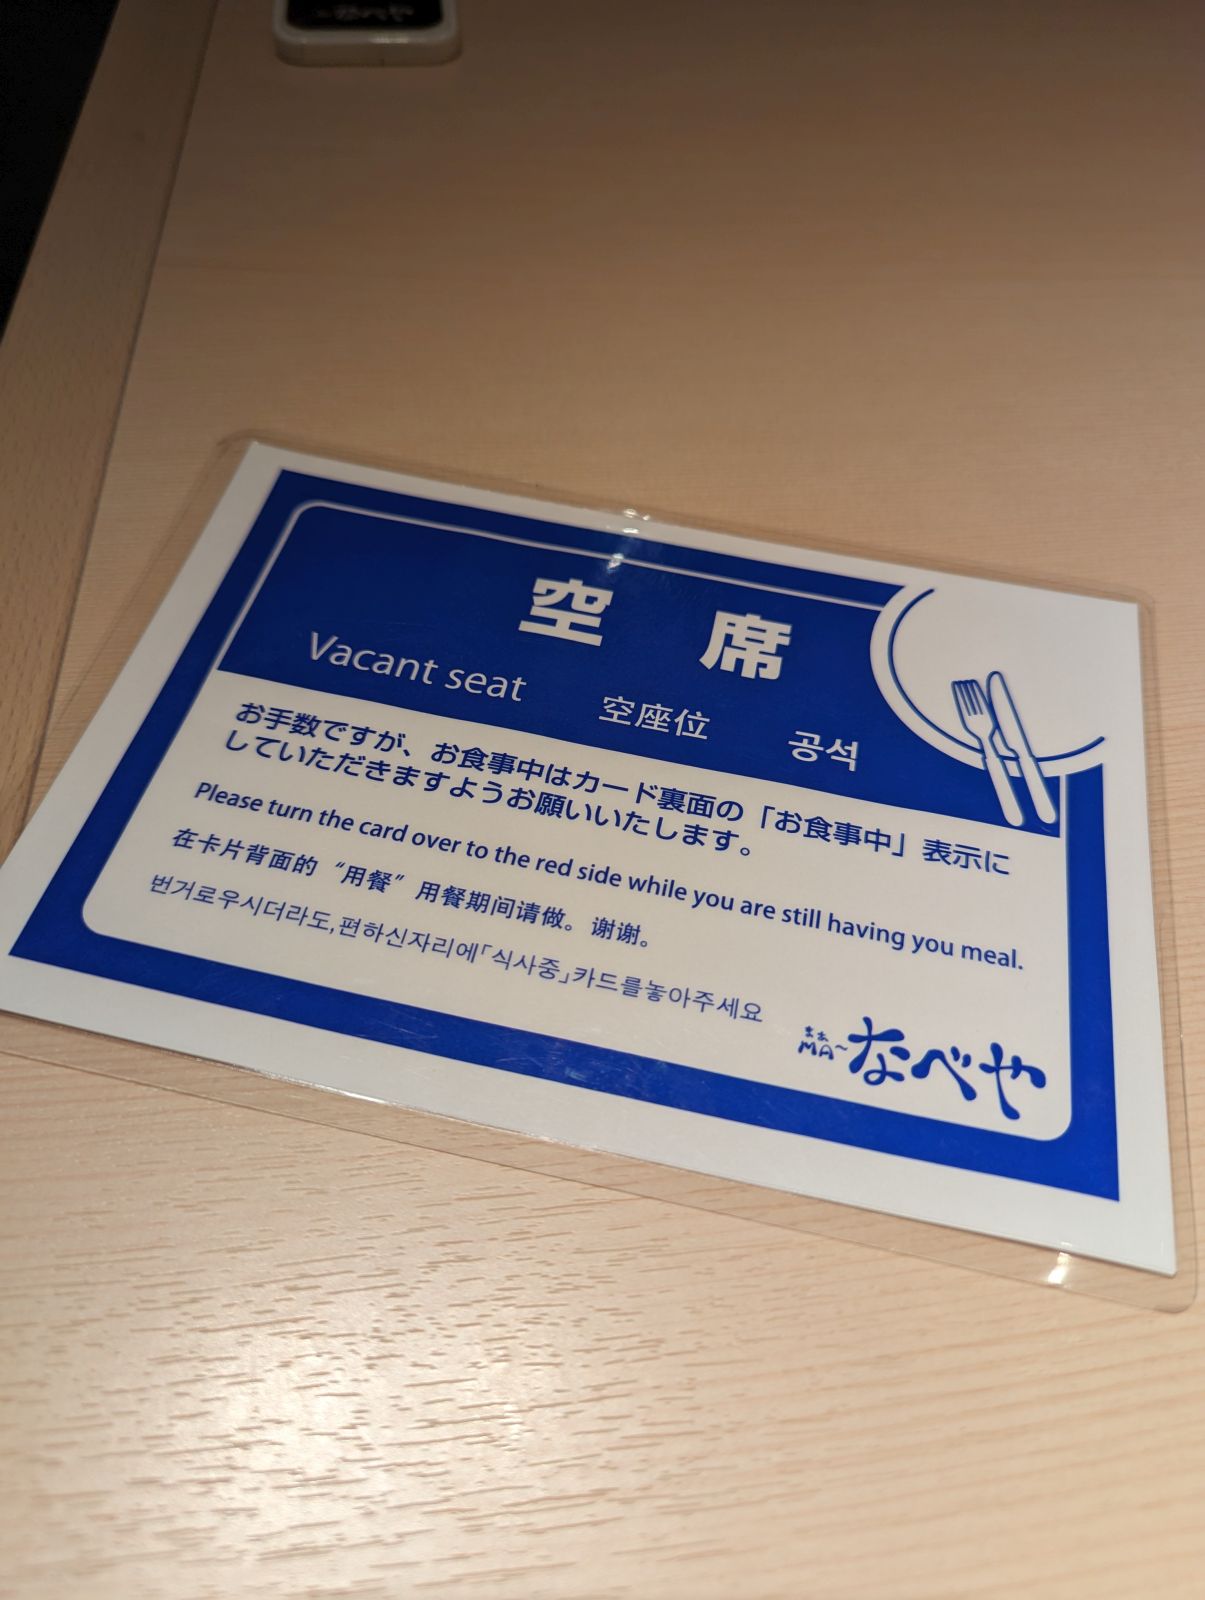 空席
Vacant seat 空座位 공석
お手数ですが、お食事中はカード裏面の「お食事中」表示に
していただきますようお願いいたします。
Please turn the card over to the red side while you are still having you meal.
在卡片背面的“用餐”用餐期间请做。谢谢。
번거로우시더라도,편하신자리에「식사중」카드를놓아주세요
まぁ
MA〜なべや